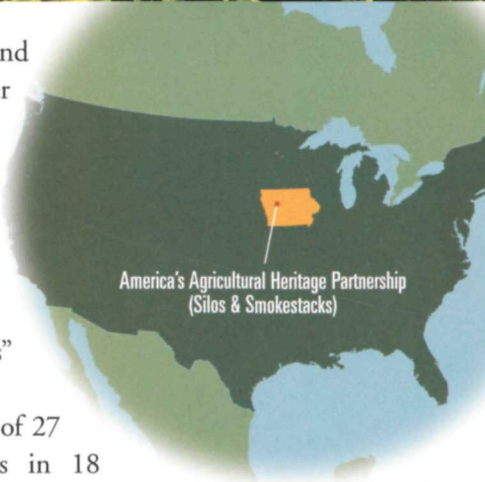 nd
r
America's Agricultural Heritage Partnership
(Silos & Smokestacks)
"
of 27
s in 18